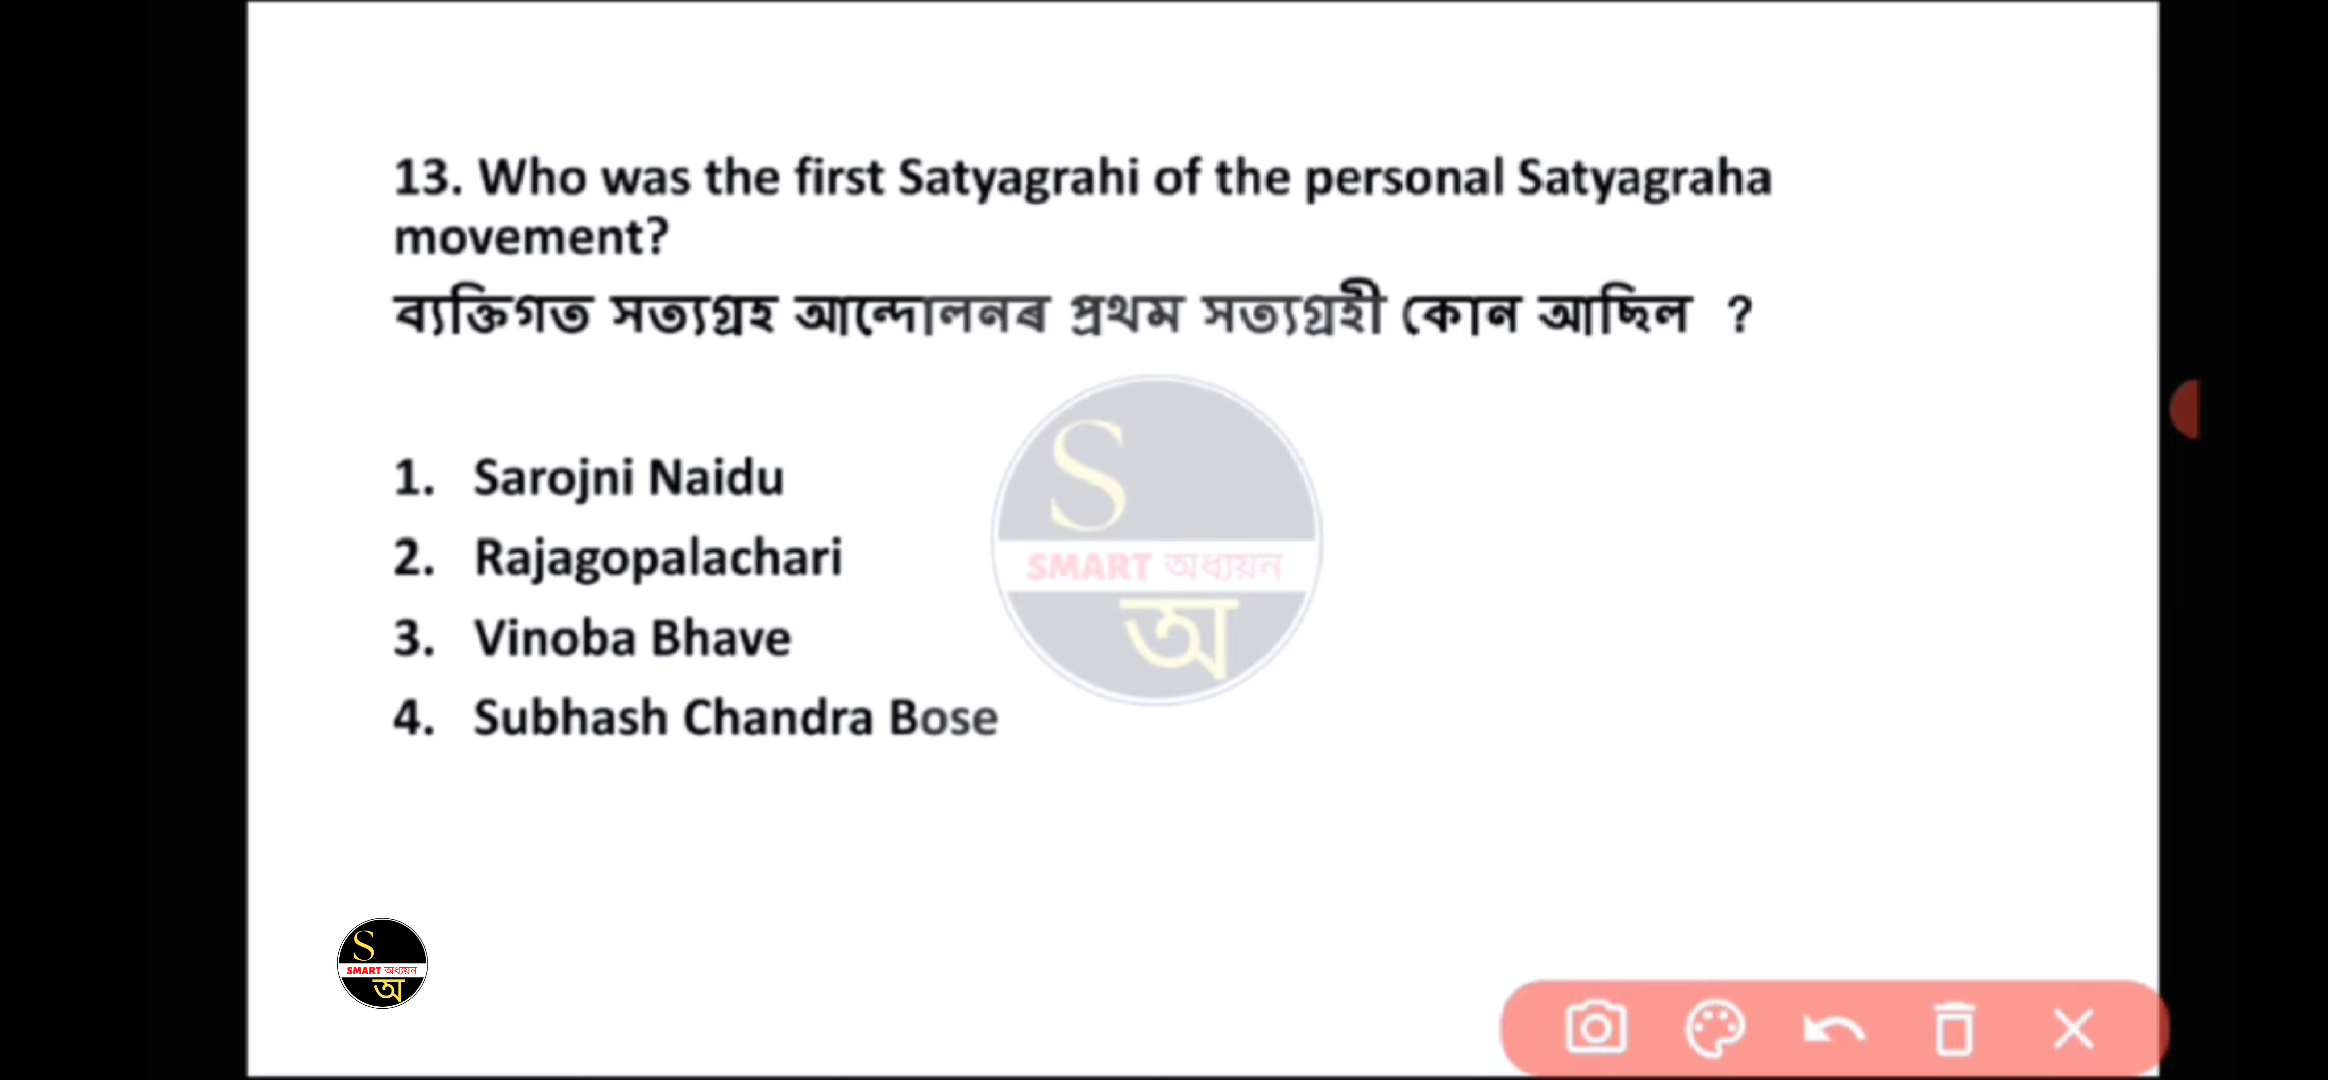 13. Who was the first Satyagrahi of the personal Satyagraha
movement?
ব্যক্তিগত সত্যগ্ৰহ আন্দোলনৰ প্ৰথম সত্যগ্ৰহী কোন আছিল ?
1. Sarojni Naidu
2. Rajagopalachari
3. Vinoba Bhave
4. Subhash Chandra Bose
S
SMART অধ্যয়ন
অ
S
SMART অধ্যয়ন
অ